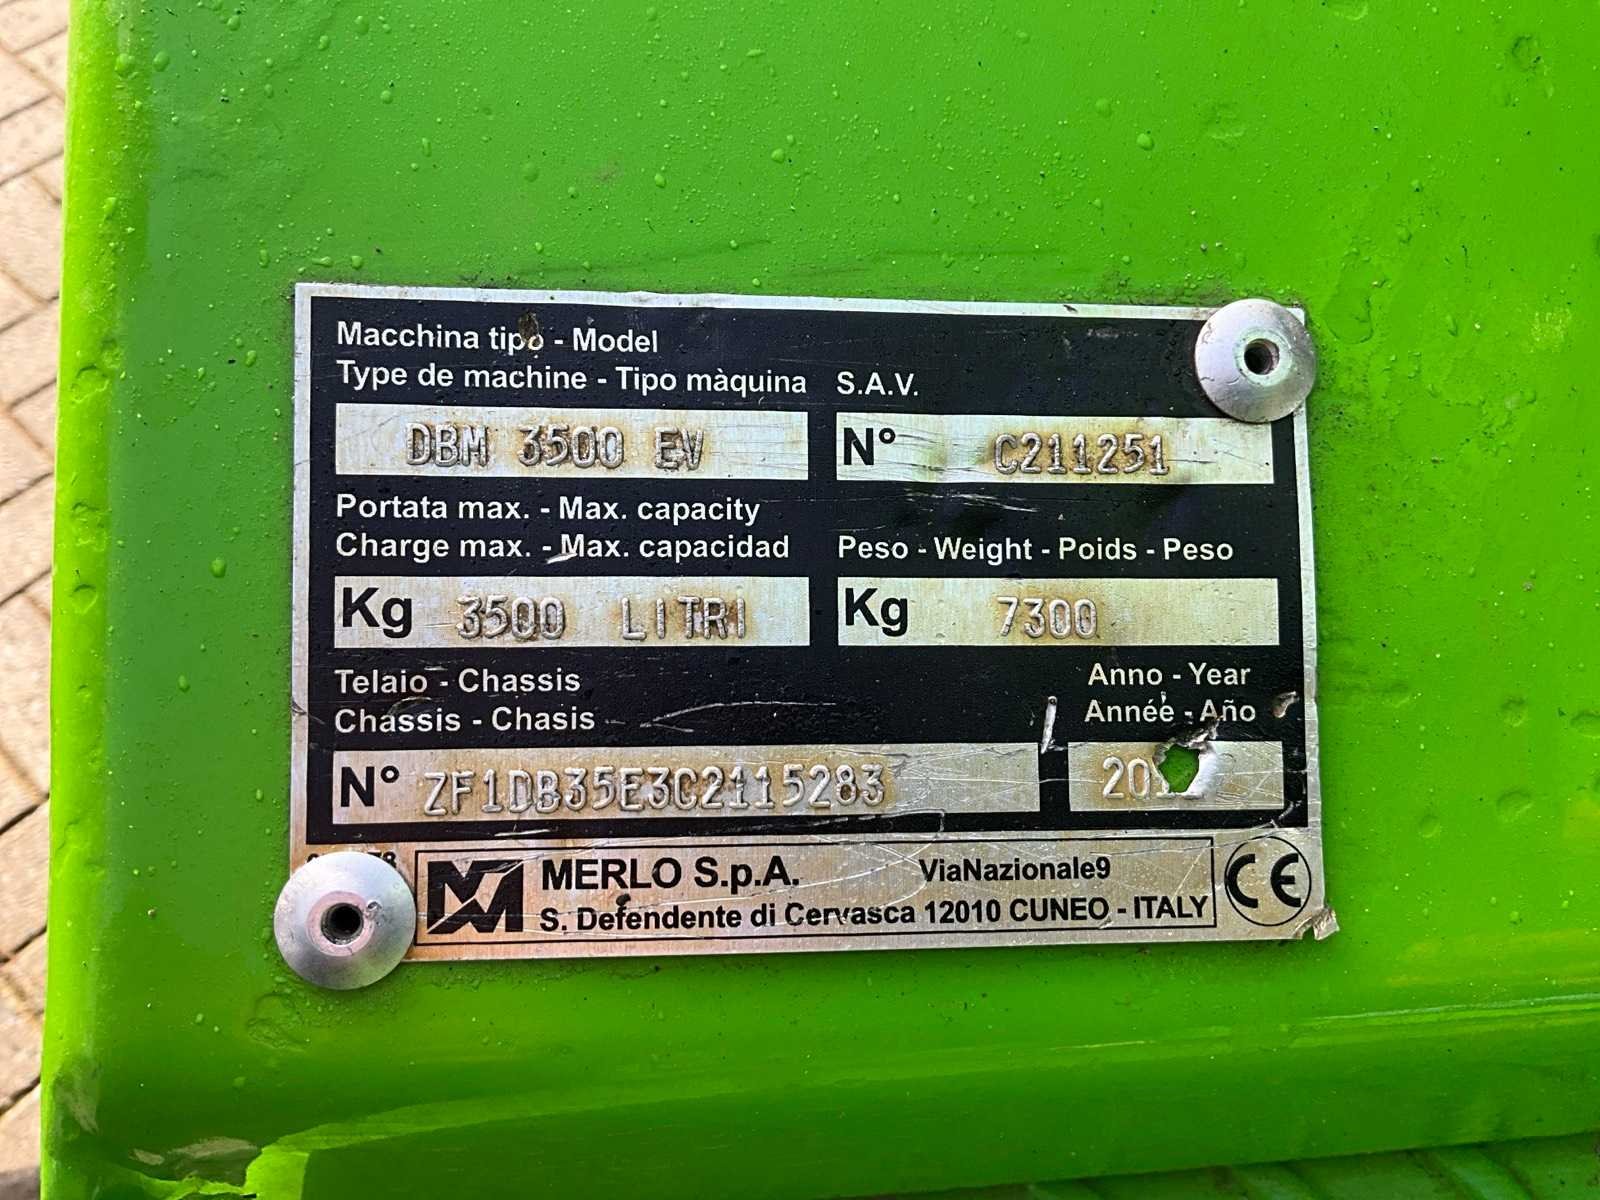 Macchina tipo - Model
Type de machine - Tipo màquina
S.A.V.
DBM 3500 EV
N° C211251
Portata max. - Max. capacity
Charge max. - Max. capacidad
Peso - Weight - Poids - Peso
Kg 3500 LITRI
Kg 7300
Telaio - Chassis
Chassis - Chasis
Anno - Year
Année - Año
N° ZF1DB35E3C2115283
MERLO S.p.A.
ViaNazionale9
S. Defendente di Cervasca 12010 CUNEO - ITALY
CE